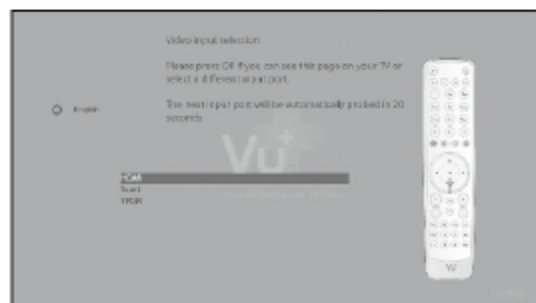 Video input selection
Please press OK if you can see this page on your TV or
select a different input port.
English
The next input port will be automatically probed in 20
seconds
Vu+
Scart
YPbPr